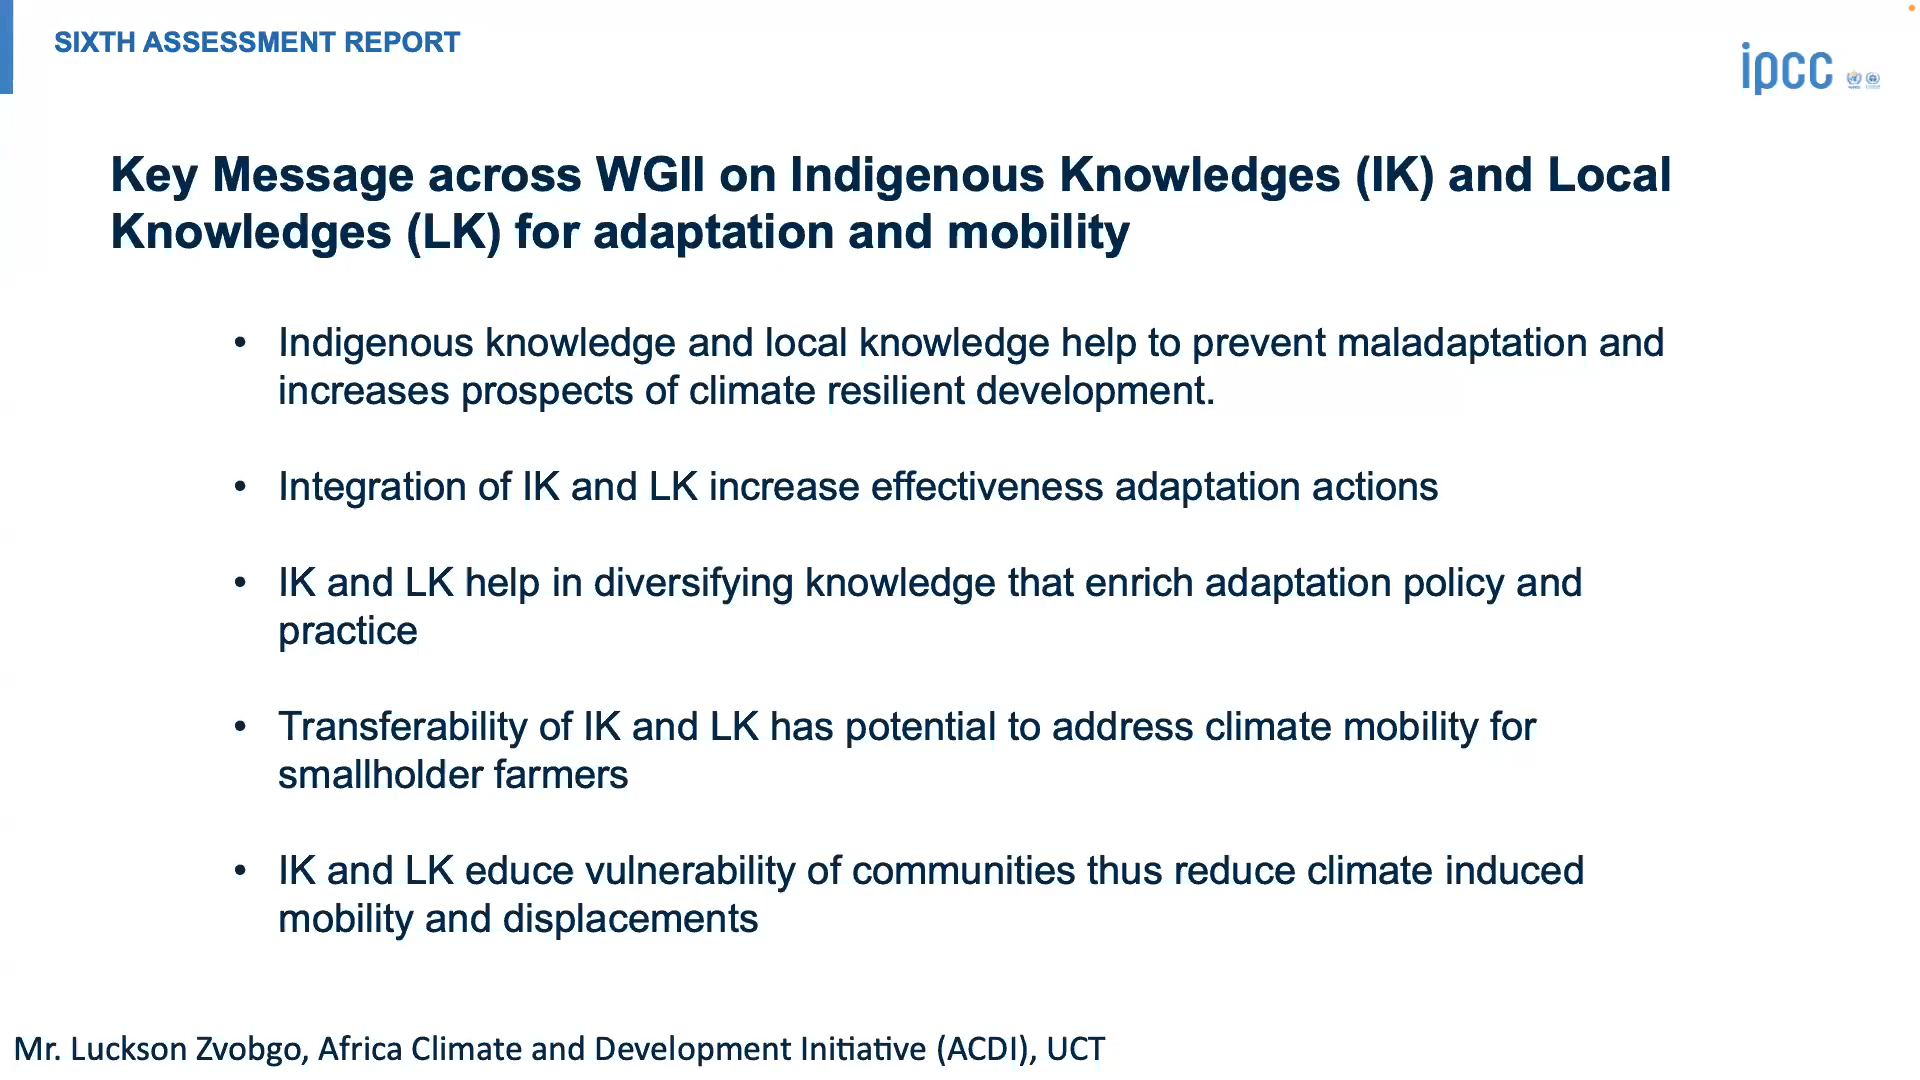 SIXTH ASSESSMENT REPORT
ipcc
Key Message across WGII on Indigenous Knowledges (IK) and Local
Knowledges (LK) for adaptation and mobility
• Indigenous knowledge and local knowledge help to prevent maladaptation and
increases prospects of climate resilient development.
• Integration of IK and LK increase effectiveness adaptation actions
• IK and LK help in diversifying knowledge that enrich adaptation policy and
practice
• Transferability of IK and LK has potential to address climate mobility for
smallholder farmers
• IK and LK educe vulnerability of communities thus reduce climate induced
mobility and displacements
Mr. Luckson Zvobgo, Africa Climate and Development Initiative (ACDI), UCT